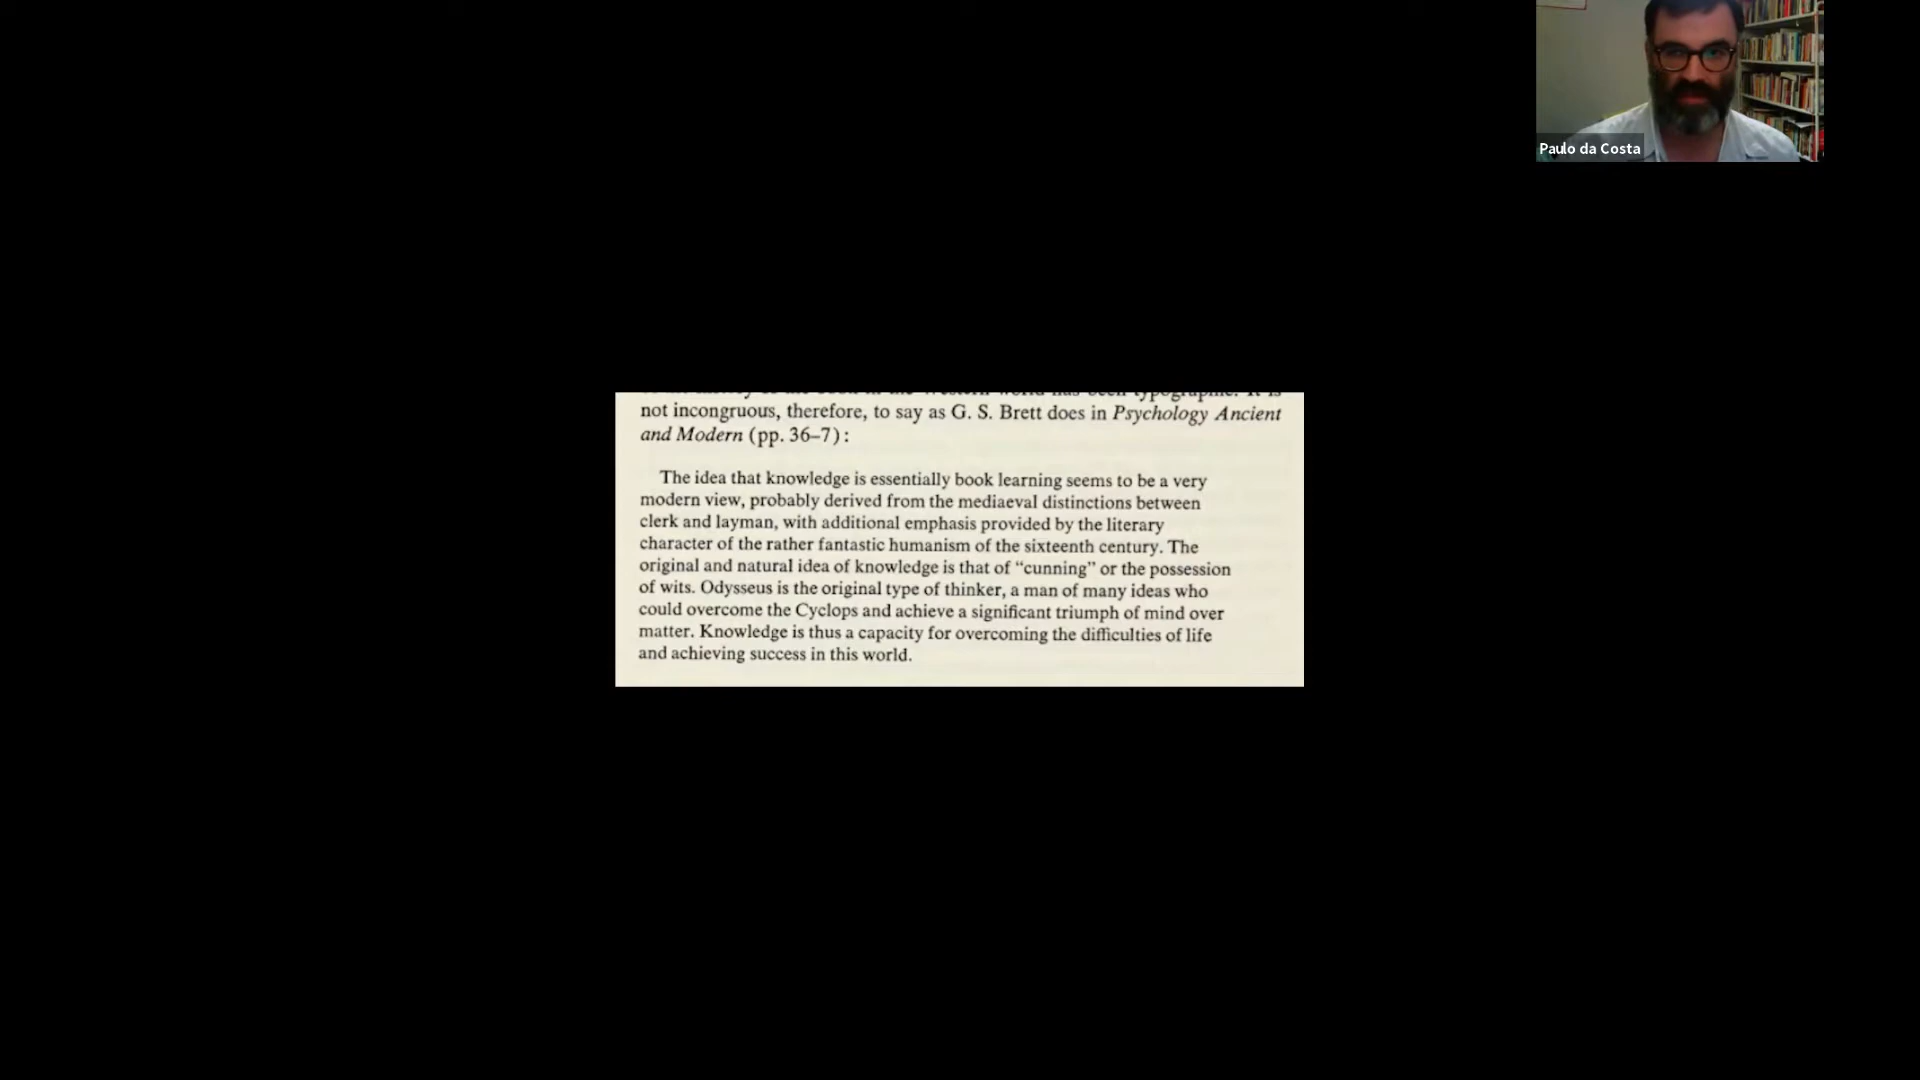 Paulo da Costa
not incongruous, therefore, to say as G. S. Brett does in Psychology Ancient
and Modern (pp. 36–7):
The idea that knowledge is essentially book learning seems to be a very
modern view, probably derived from the mediaeval distinctions between
clerk and layman, with additional emphasis provided by the literary
character of the rather fantastic humanism of the sixteenth century. The
original and natural idea of knowledge is that of “cunning” or the possession
of wits. Odysseus is the original type of thinker, a man of many ideas who
could overcome the Cyclops and achieve a significant triumph of mind over
matter. Knowledge is thus a capacity for overcoming the difficulties of life
and achieving success in this world.